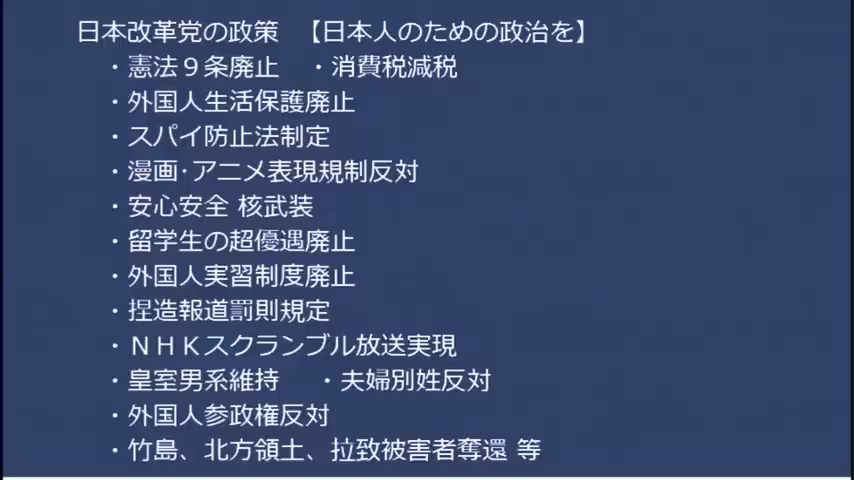 日本改革党の政策 【日本人のための政治を】
・憲法９条廃止 ・消費税減税
・外国人生活保護廃止
・スパイ防止法制定
・漫画･アニメ表現規制反対
・安心安全 核武装
・留学生の超優遇廃止
・外国人実習制度廃止
・捏造報道罰則規定
・ＮＨＫスクランブル放送実現
・皇室男系維持 ・夫婦別姓反対
・外国人参政権反対
・竹島、北方領土、拉致被害者奪還 等